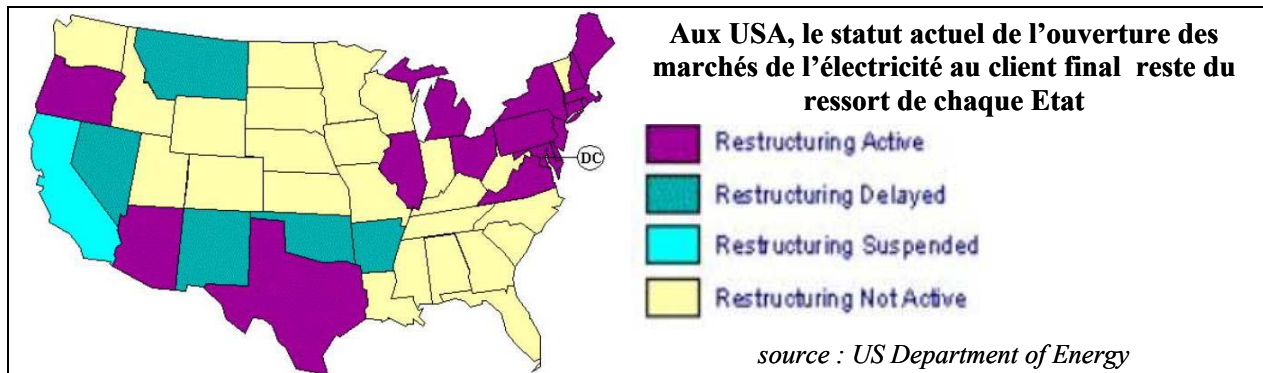 Aux USA, le statut actuel de l’ouverture des
marchés de l’électricité au client final reste du
ressort de chaque Etat
DC
Restructuring Active
Restructuring Delayed
Restructuring Suspended
Restructuring Not Active
source : US Department of Energy